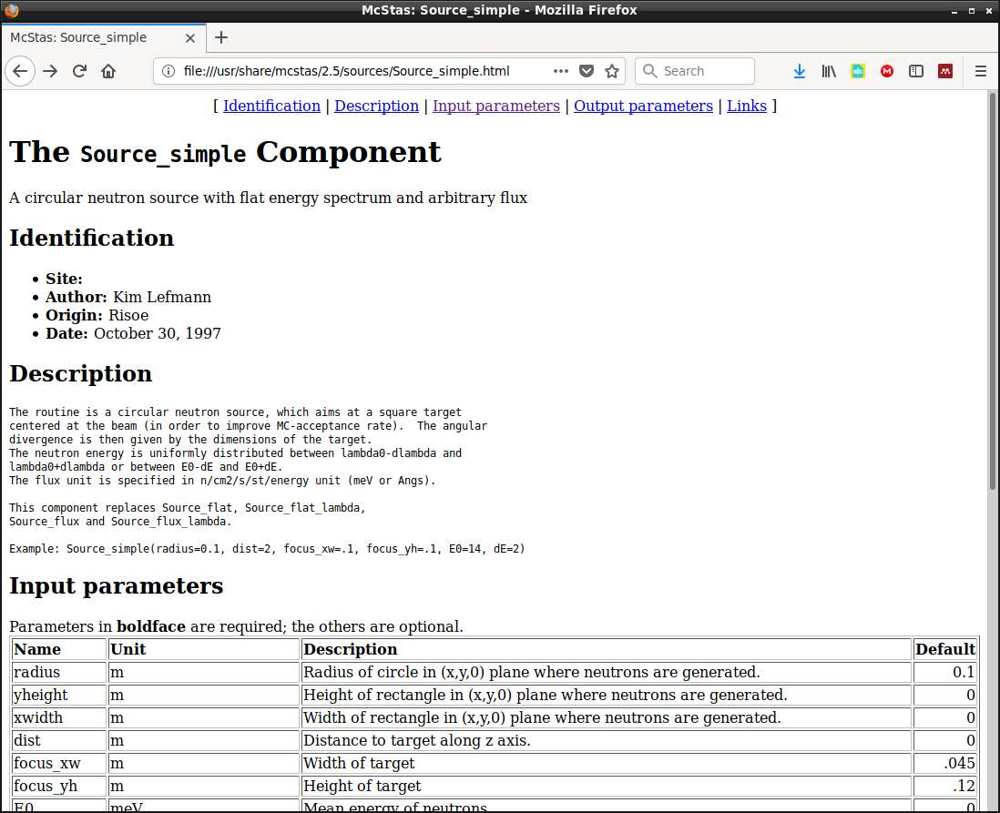 McStas: Source_simple - Mozilla Firefox
McStas: Source_simple
file:///usr/share/mcstas/2.5/sources/Source_simple.html
Search
[ Identification | Description | Input parameters | Output parameters | Links ]
The Source_simple Component
A circular neutron source with flat energy spectrum and arbitrary flux
Identification
Site:
Author: Kim Lefmann
Origin: Risoe
Date: October 30, 1997
Description
The routine is a circular neutron source, which aims at a square target
centered at the beam (in order to improve MC-acceptance rate).  The angular
divergence is then given by the dimensions of the target.
The neutron energy is uniformly distributed between lambda0-dlambda and
lambda0+dlambda or between E0-dE and E0+dE.
The flux unit is specified in n/cm2/s/st/energy unit (meV or Angs).
This component replaces Source_flat, Source_flat_lambda,
Source_flux and Source_flux_lambda.
Example: Source_simple(radius=0.1, dist=2, focus_xw=.1, focus_yh=.1, E0=14, dE=2)
Input parameters
Parameters in boldface are required; the others are optional.
Name Unit Description Default
radius m Radius of circle in (x,y,0) plane where neutrons are generated. 0.1
yheight m Height of rectangle in (x,y,0) plane where neutrons are generated. 0
xwidth m Width of rectangle in (x,y,0) plane where neutrons are generated. 0
dist m Distance to target along z axis. 0
focus_xw m Width of target .045
focus_yh m Height of target .12
E0 meV Mean energy of neutrons. 0